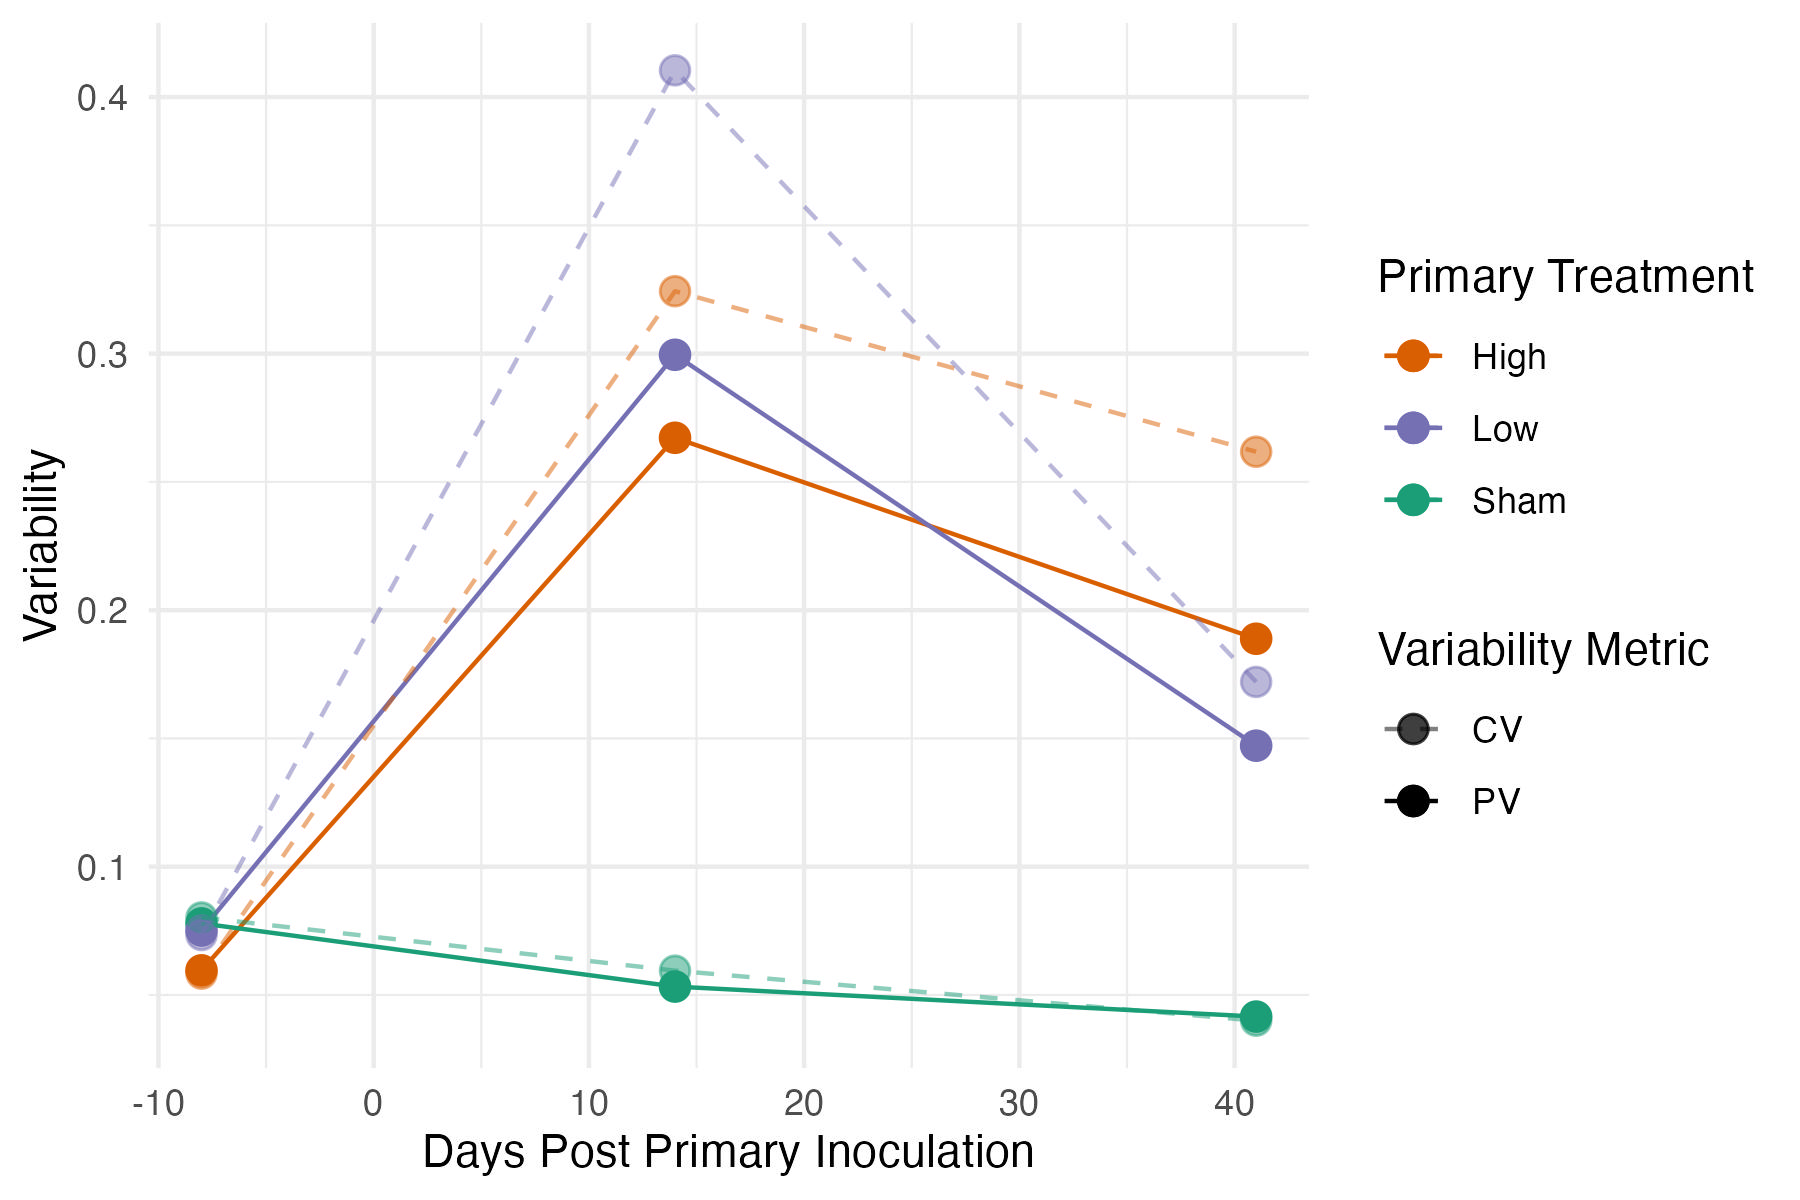 0.4
0.3
0.2
0.1
Variability
-10 0 10 20 30 40
Days Post Primary Inoculation
Primary Treatment
High
Low
Sham
Variability Metric
CV
PV